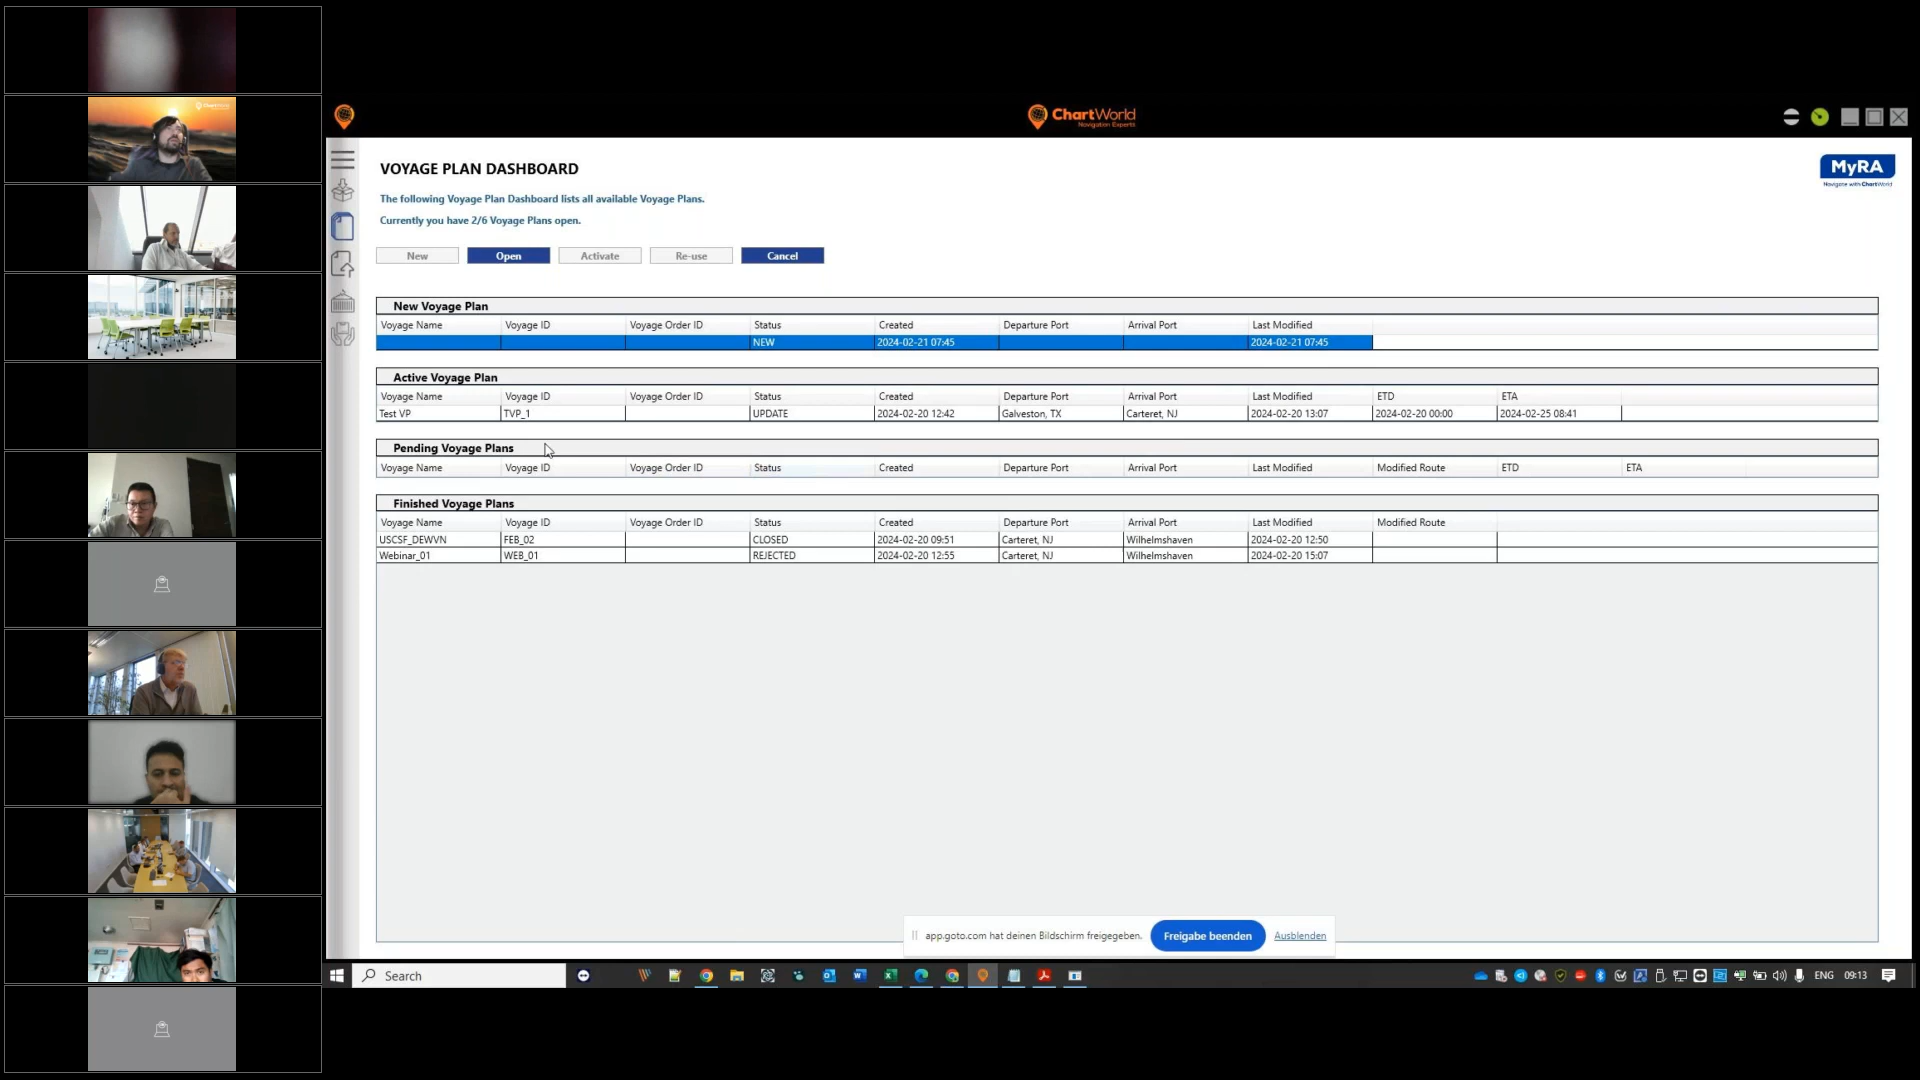 ChartWorld
Navigation Experts
MyRA
Navigate with ChartWorld
VOYAGE PLAN DASHBOARD
The following Voyage Plan Dashboard lists all available Voyage Plans.
Currently you have 2/6 Voyage Plans open.
New Open Activate Re-use Cancel
New Voyage Plan
Voyage Name Voyage ID Voyage Order ID Status Created Departure Port Arrival Port Last Modified
NEW 2024-02-21 07:45 2024-02-21 07:45
Active Voyage Plan
Voyage Name Voyage ID Voyage Order ID Status Created Departure Port Arrival Port Last Modified ETD ETA
Test VP TVP_1 UPDATE 2024-02-20 12:42 Galveston, TX Carteret, NJ 2024-02-20 13:07 2024-02-20 00:00 2024-02-25 08:41
Pending Voyage Plans
Voyage Name Voyage ID Voyage Order ID Status Created Departure Port Arrival Port Last Modified Modified Route ETD ETA
Finished Voyage Plans
Voyage Name Voyage ID Voyage Order ID Status Created Departure Port Arrival Port Last Modified Modified Route
USCSF_DEWVN FEB_02 CLOSED 2024-02-20 09:51 Carteret, NJ Wilhelmshaven 2024-02-20 12:50
Webinar_01 WEB_01 REJECTED 2024-02-20 12:55 Carteret, NJ Wilhelmshaven 2024-02-20 15:07
app.goto.com hat deinen Bildschirm freigegeben. Freigabe beenden Ausblenden
Search ENG 09:13